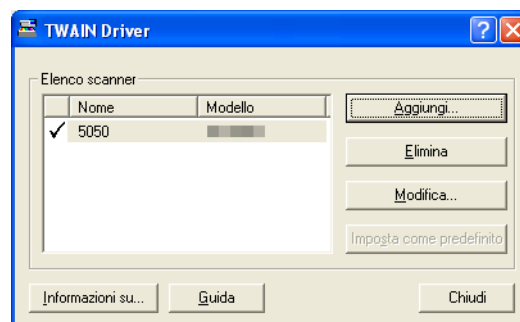 TWAIN Driver
Elenco scanner
Nome Modello
5050
Aggiungi...
Elimina
Modifica...
Imposta come predefinito
Informazioni su... Guida Chiudi